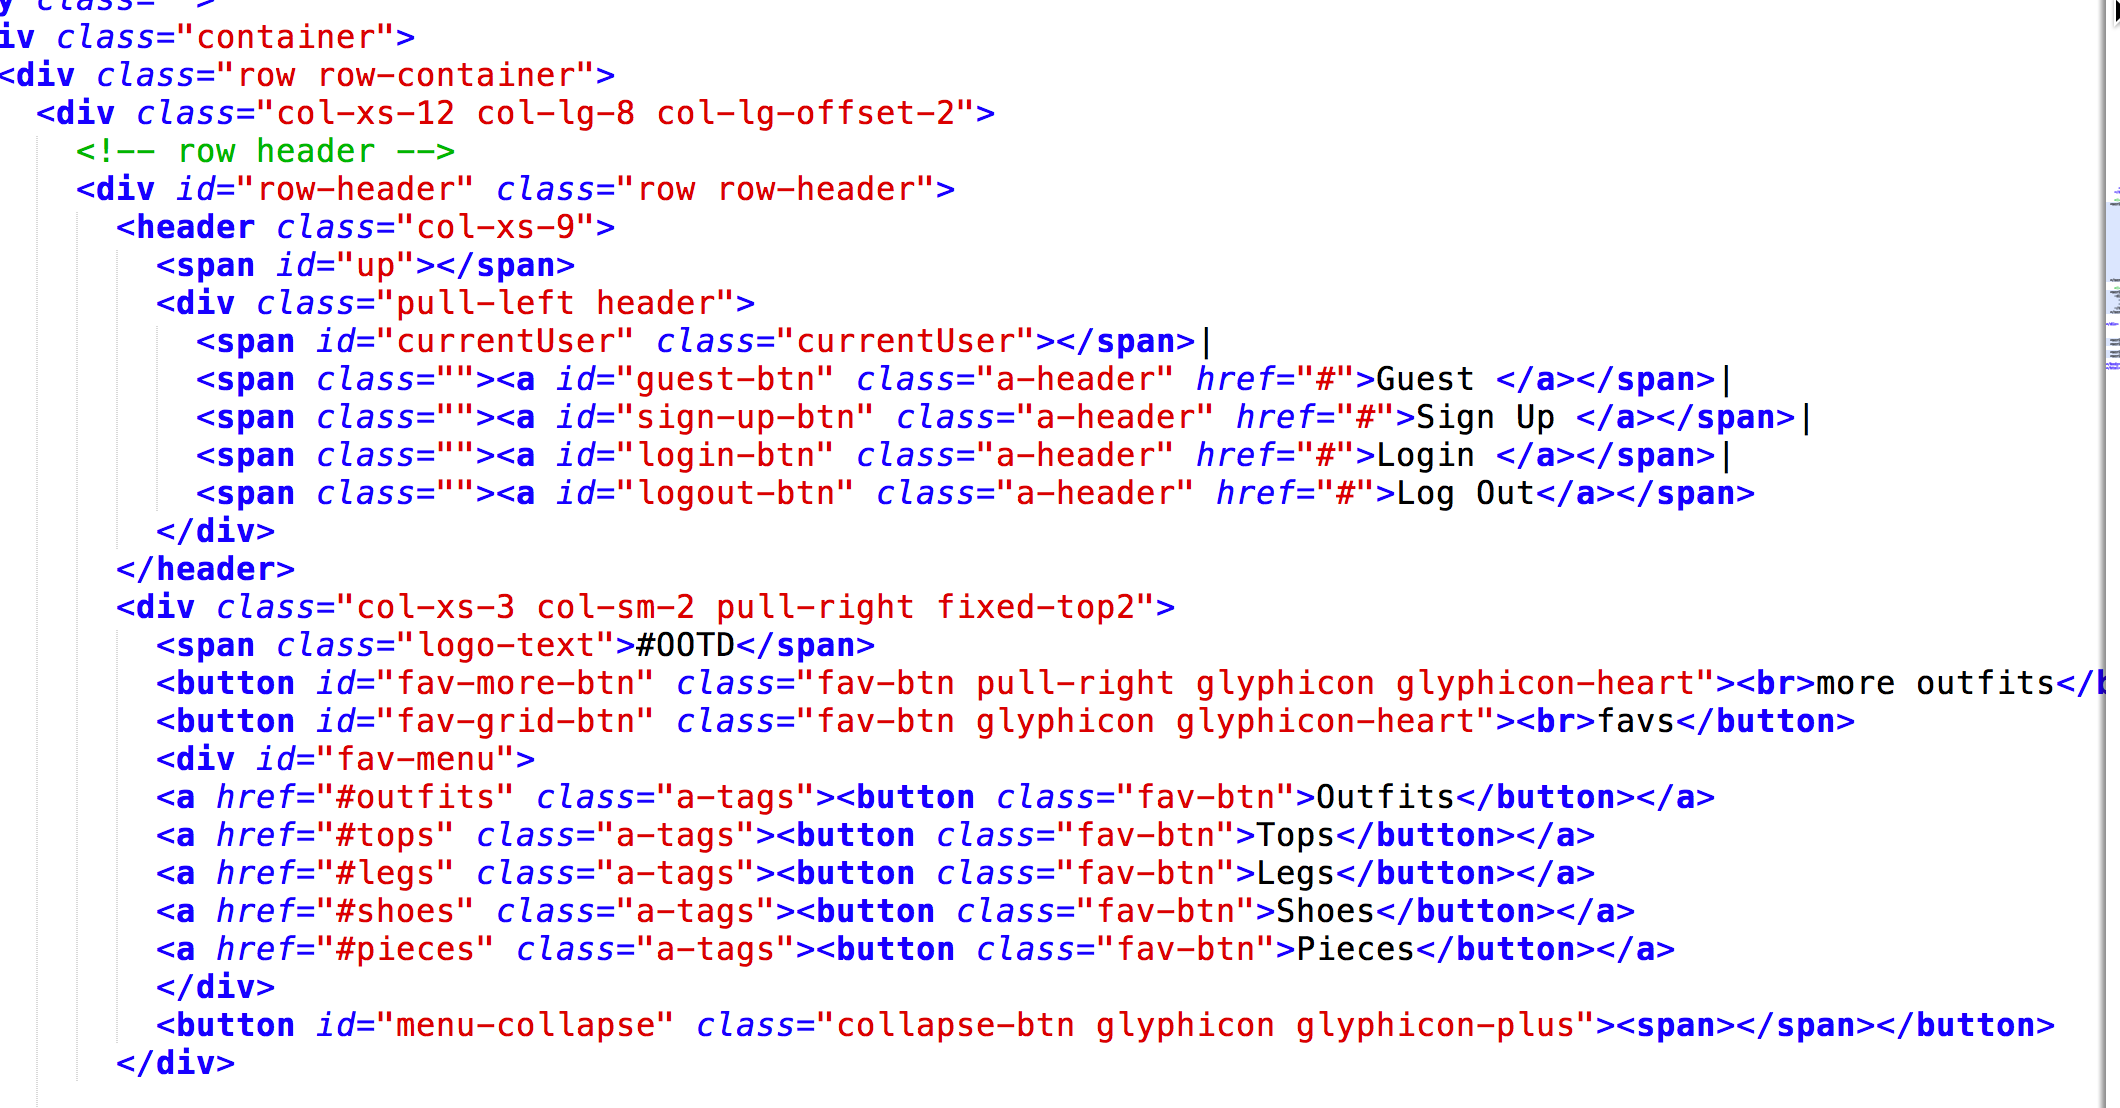 y class="">
iv class="container">
<div class="row row-container">
<div class="col-xs-12 col-lg-8 col-lg-offset-2">
<!-- row header -->
<div id="row-header" class="row row-header">
<header class="col-xs-9">
<span id="up"></span>
<div class="pull-left header">
<span id="currentUser" class="currentUser"></span>|
<span class=""><a id="guest-btn" class="a-header" href="#">Guest </a></span>|
<span class=""><a id="sign-up-btn" class="a-header" href="#">Sign Up </a></span>|
<span class=""><a id="login-btn" class="a-header" href="#">Login </a></span>|
<span class=""><a id="logout-btn" class="a-header" href="#">Log Out</a></span>
</div>
</header>
<div class="col-xs-3 col-sm-2 pull-right fixed-top2">
<span class="logo-text">#OOTD</span>
<button id="fav-more-btn" class="fav-btn pull-right glyphicon glyphicon-heart"><br>more outfits</b
<button id="fav-grid-btn" class="fav-btn glyphicon glyphicon-heart"><br>favs</button>
<div id="fav-menu">
<a href="#outfits" class="a-tags"><button class="fav-btn">Outfits</button></a>
<a href="#tops" class="a-tags"><button class="fav-btn">Tops</button></a>
<a href="#legs" class="a-tags"><button class="fav-btn">Legs</button></a>
<a href="#shoes" class="a-tags"><button class="fav-btn">Shoes</button></a>
<a href="#pieces" class="a-tags"><button class="fav-btn">Pieces</button></a>
</div>
<button id="menu-collapse" class="collapse-btn glyphicon glyphicon-plus"><span></span></button>
</div>